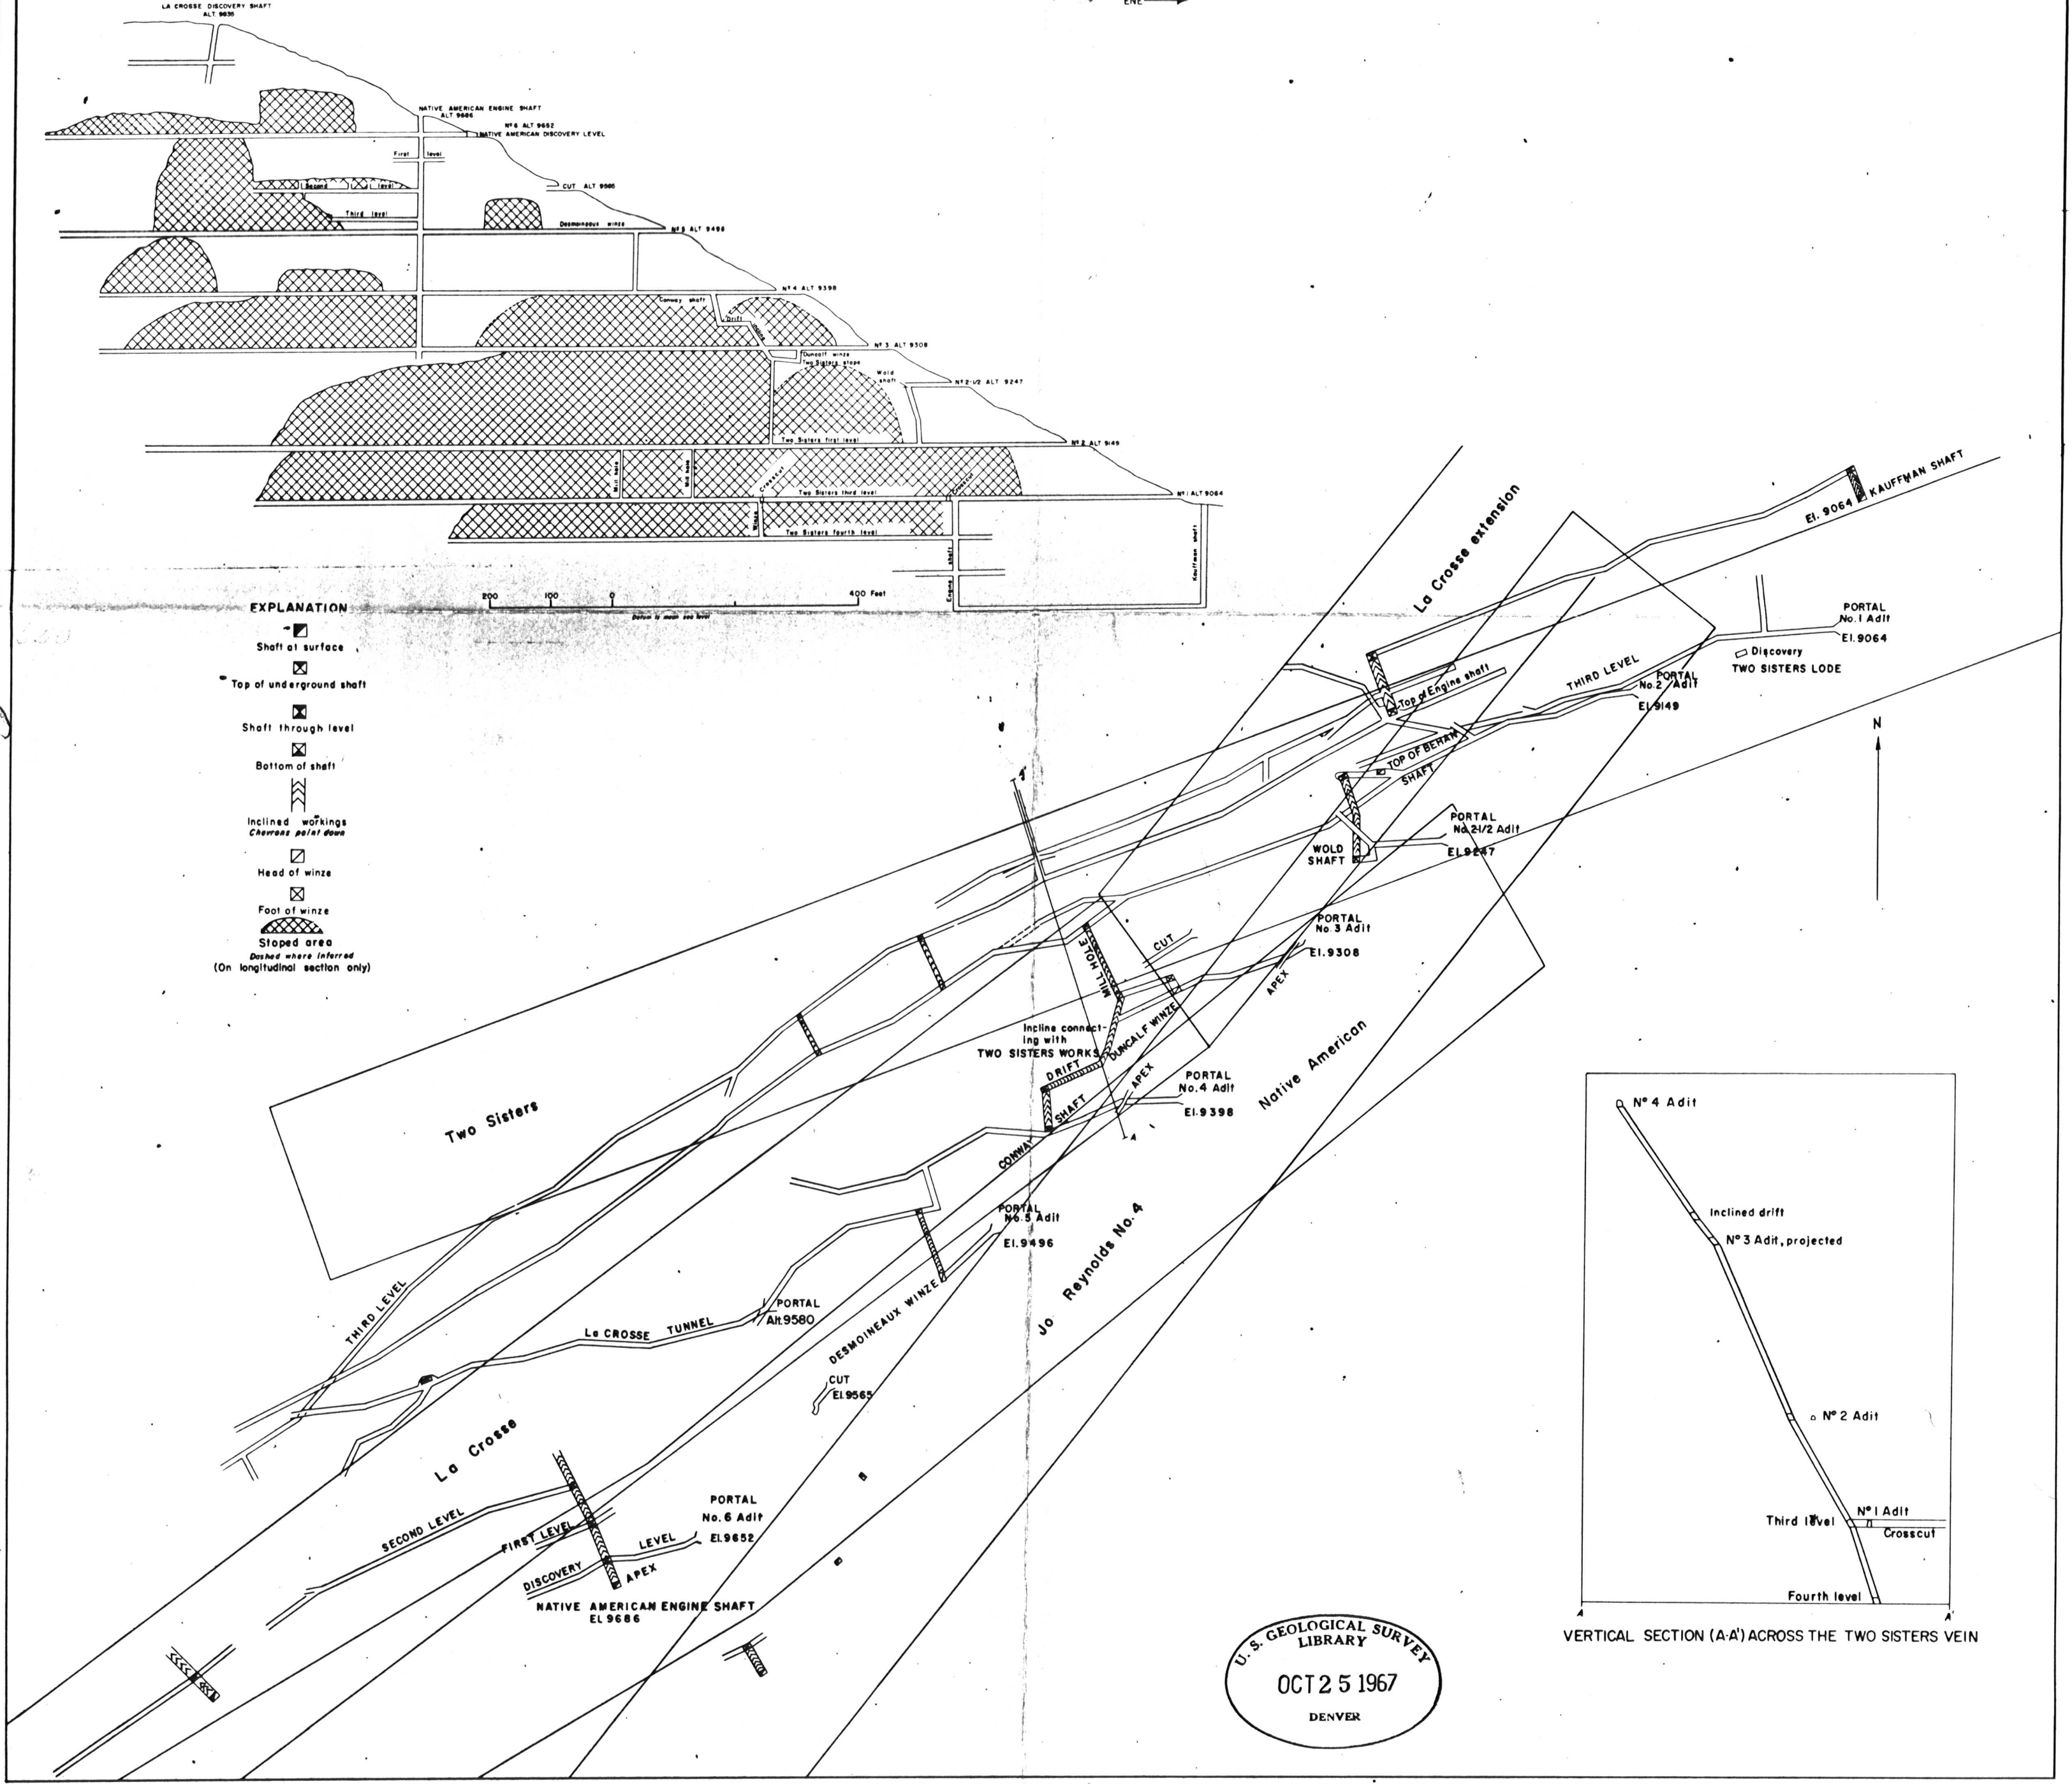 ENE
LA CROSSE DISCOVERY SHAFT
ALT. 9835
NATIVE AMERICAN ENGINE SHAFT
ALT 9686
Nº 6 ALT 9652
NATIVE AMERICAN DISCOVERY LEVEL
First level
Second level
CUT ALT 9565
Third level
Desmoineaux winze
Nº 5 ALT 9496
Nº 4 ALT 9398
Conway shaft
Drift
Incline
Nº 3 ALT 9308
Duncalf winze
Two Sisters stope
Wold
shaft
Nº 2-1/2 ALT 9247
Two Sisters first level
Nº 2 ALT 9149
Mill hole
Mill hole
Crosscut
Crosscut
Two Sisters third level
Nº 1 ALT 9064
Winze
Two Sisters fourth level
Engine shaft
Kauffman shaft
200 100 0 400 Feet
Datum is mean sea level
EXPLANATION
Shaft at surface
Top of underground shaft
Shaft through level
Bottom of shaft
Inclined workings
Chevrons point down
Head of winze
Foot of winze
Stoped area
Dashed where inferred
(On longitudinal section only)
La Crosse extension
KAUFFMAN SHAFT
El. 9064
PORTAL
No. 1 Adit
El. 9064
Discovery
TWO SISTERS LODE
THIRD LEVEL
PORTAL
No. 2 Adit
El. 9149
Top of Engine shaft
TOP OF BEHAN
SHAFT
N
PORTAL
No. 2-1/2 Adit
El. 9247
WOLD
SHAFT
A'
PORTAL
No. 3 Adit
El. 9308
CUT
MILL HOLE
APEX
Incline connect-
ing with
TWO SISTERS WORKS
DUNCALF WINZE
DRIFT
APEX
PORTAL
No. 4 Adit
El. 9398
SHAFT
CONWAY
A
Native American
Two Sisters
PORTAL
No. 5 Adit
El. 9496
Jo Reynolds No. 4
THIRD LEVEL
La CROSSE TUNNEL
PORTAL
Alt. 9580
DESMOINEAUX WINZE
CUT
El. 9565
La Crosse
SECOND LEVEL
FIRST LEVEL
PORTAL
No. 6 Adit
El. 9652
DISCOVERY LEVEL
APEX
NATIVE AMERICAN ENGINE SHAFT
EL 9686
Nº 4 Adit
Inclined drift
Nº 3 Adit, projected
Nº 2 Adit
Third level
Nº 1 Adit
Crosscut
Fourth level
A A'
VERTICAL SECTION (A-A') ACROSS THE TWO SISTERS VEIN
U. S. GEOLOGICAL SURVEY
LIBRARY
OCT 25 1967
DENVER